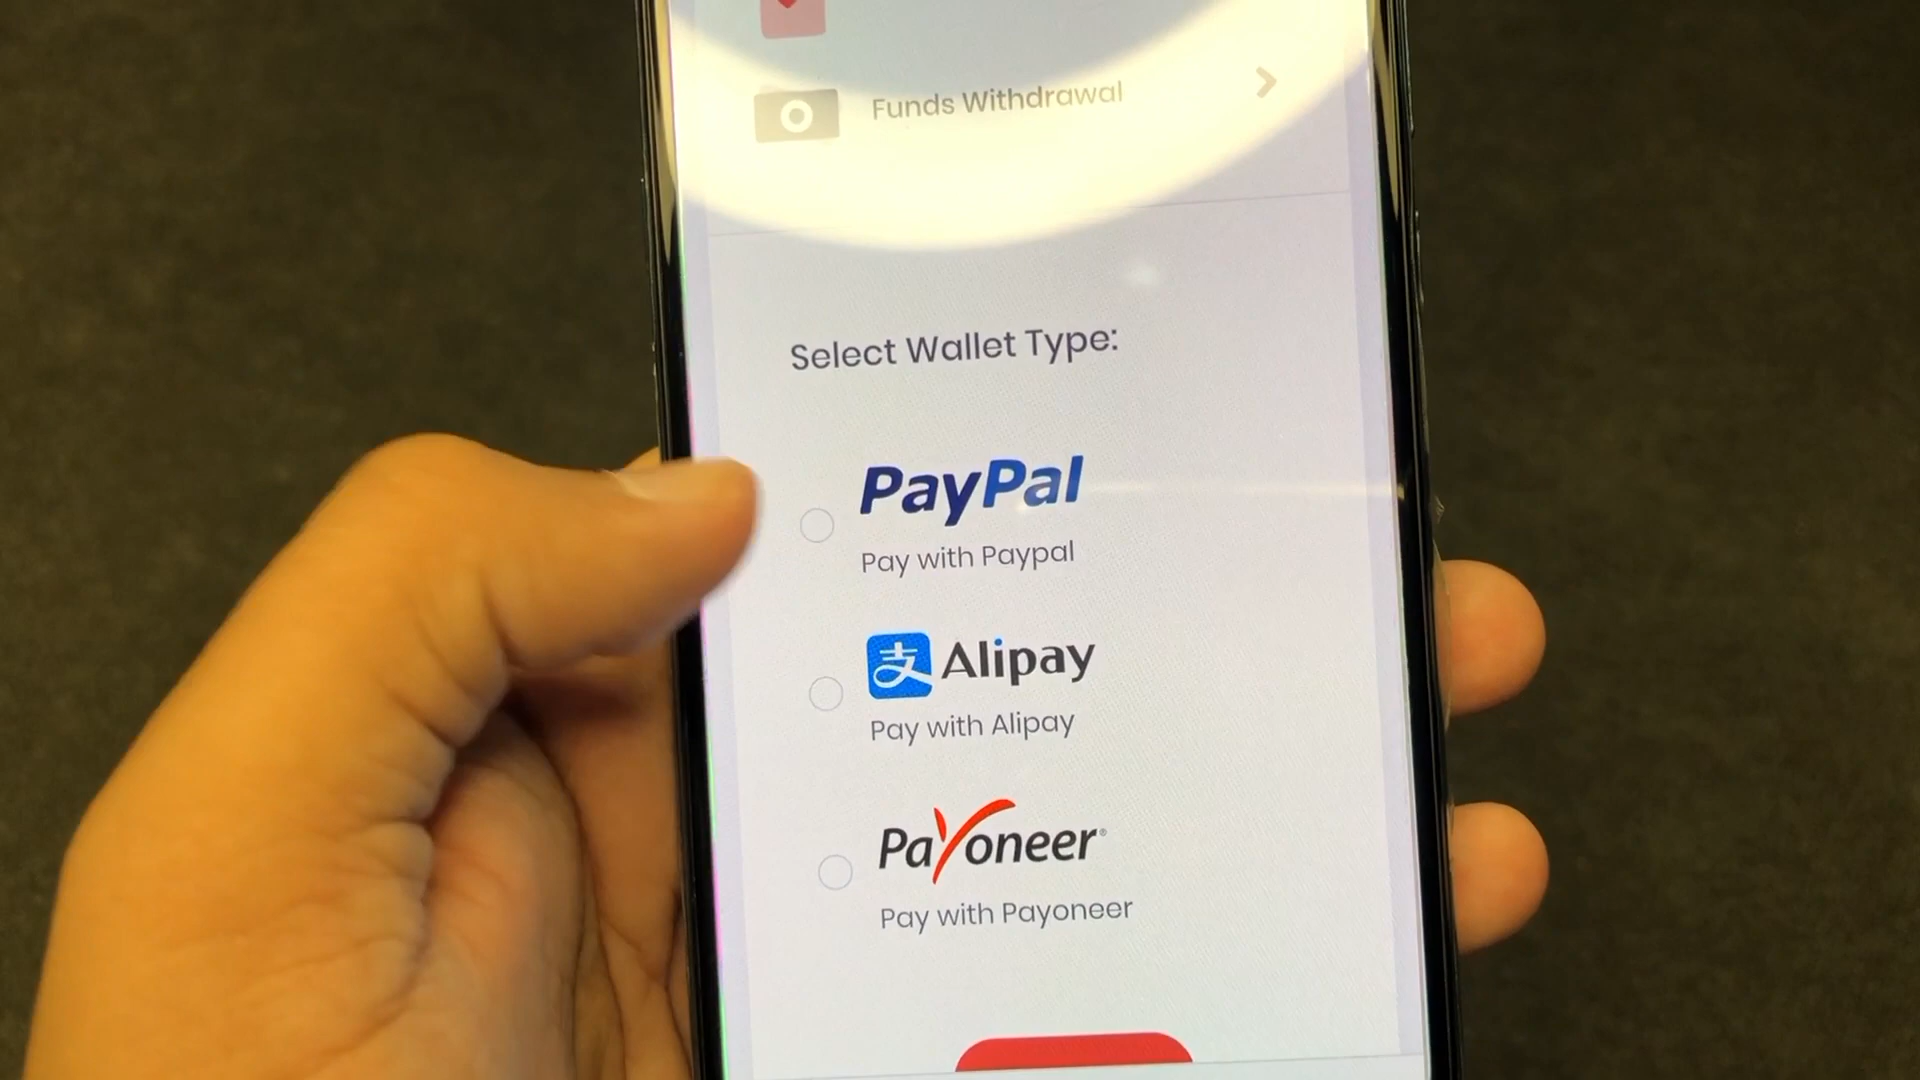 Funds Withdrawal
Select Wallet Type:
PayPal
Pay with Paypal
支 Alipay
Pay with Alipay
Payoneer®
Pay with Payoneer